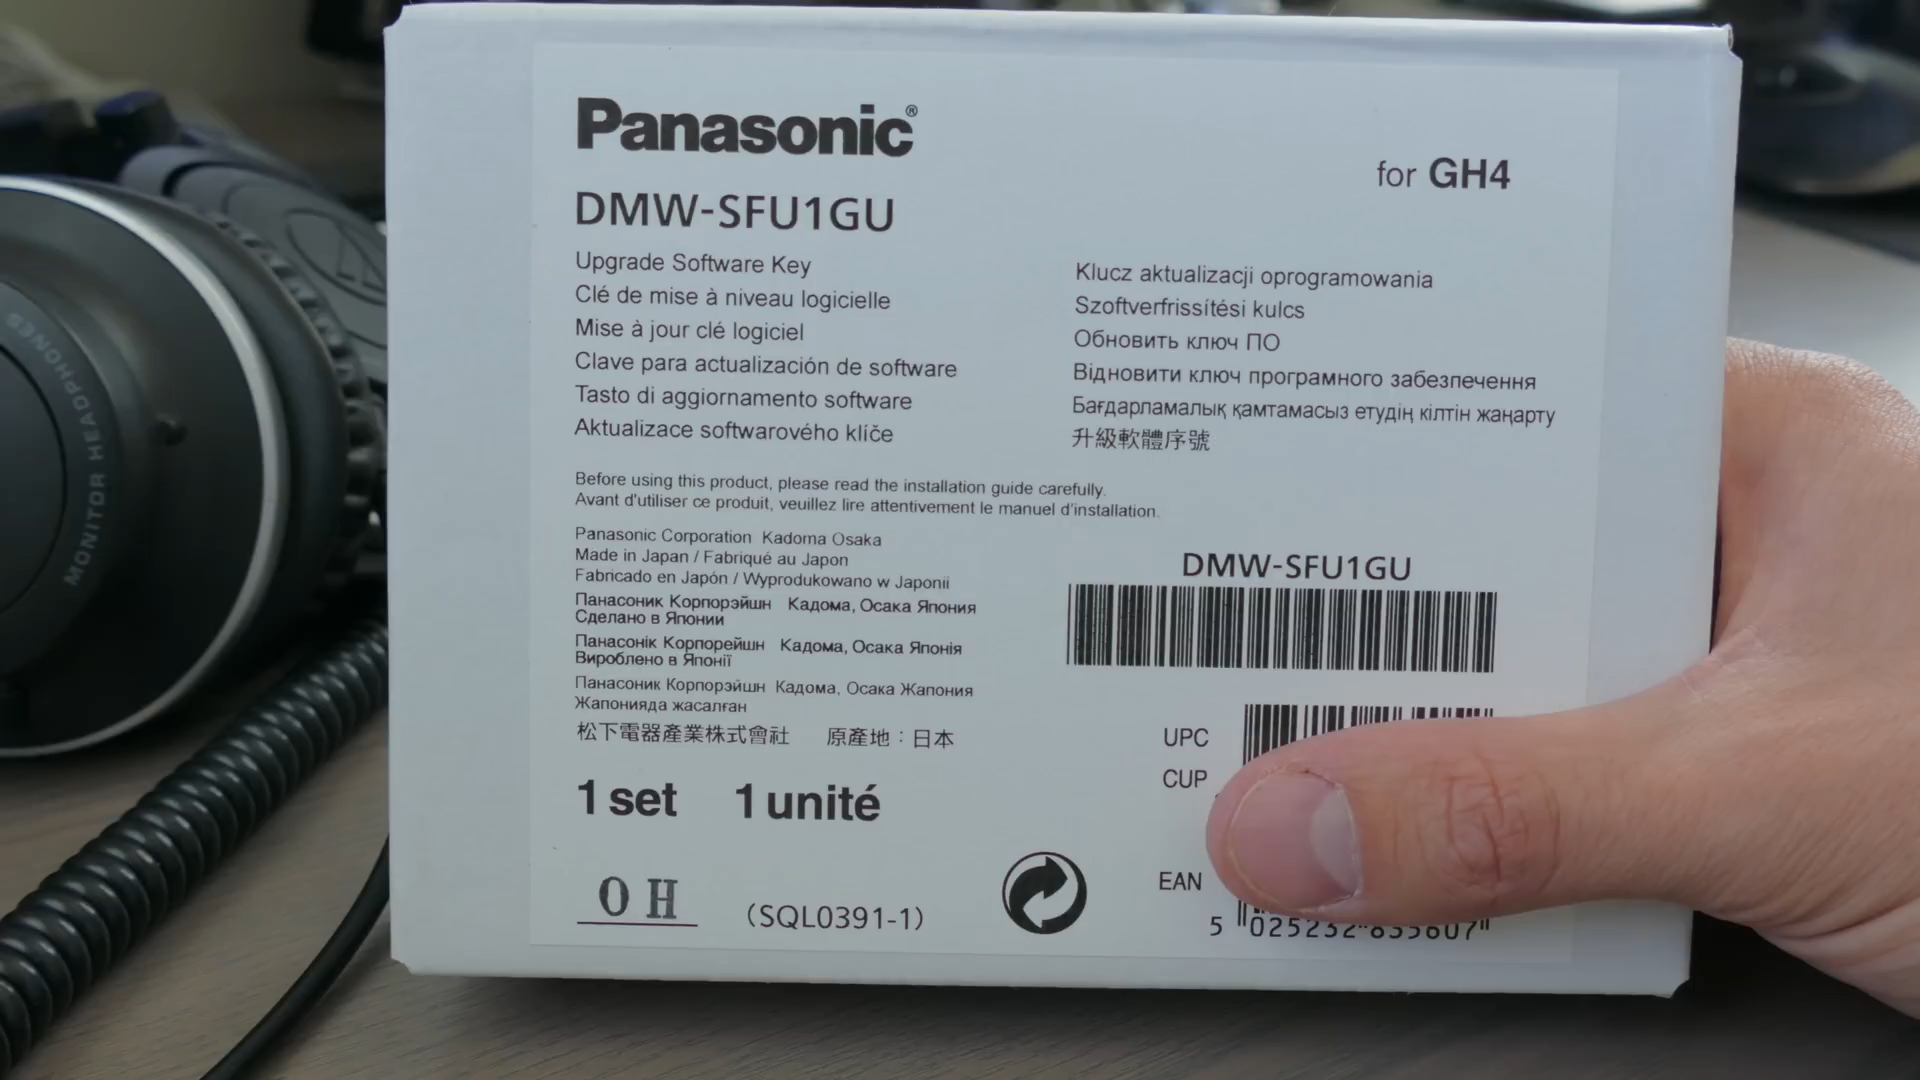 Panasonic®
for GH4
DMW-SFU1GU
Upgrade Software Key
Clé de mise à niveau logicielle
Mise à jour clé logiciel
Clave para actualización de software
Tasto di aggiornamento software
Aktualizace softwarového klíče
Klucz aktualizacji oprogramowania
Szoftverfrissítési kulcs
Обновить ключ ПО
Відновити ключ програмного забезпечення
Бағдарламалық қамтамасыз етудің кілтін жаңарту
升級軟體序號
Before using this product, please read the installation guide carefully.
Avant d'utiliser ce produit, veuillez lire attentivement le manuel d'installation.
Panasonic Corporation Kadoma Osaka
Made in Japan / Fabriqué au Japon
Fabricado en Japón / Wyprodukowano w Japonii
Панасоник Корпорэйшн Кадома, Осака Япония
Сделано в Японии
Панасонік Корпорейшн Кадома, Осака Японія
Вироблено в Японії
Панасоник Корпорэйшн Кадома, Осака Жапония
Жапонияда жасалған
松下電器產業株式會社 原產地：日本
1 set 1 unité
0 H
(SQL0391-1)
DMW-SFU1GU
UPC
CUP
EAN
5 025232 835607
MONITOR HEADPHONES